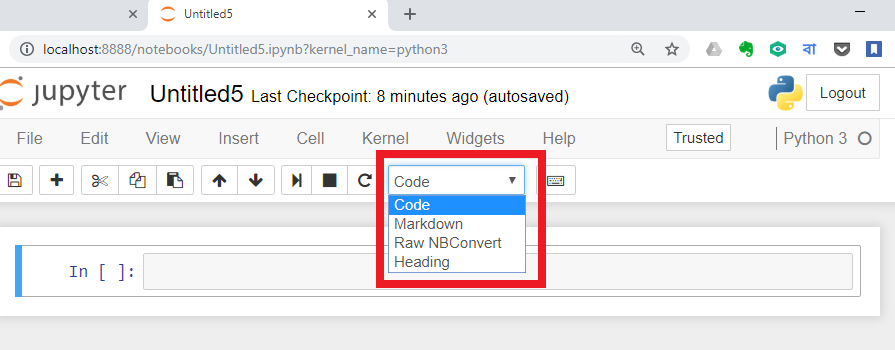 Untitled5
localhost:8888/notebooks/Untitled5.ipynb?kernel_name=python3
বা
jupyter Untitled5 Last Checkpoint: 8 minutes ago (autosaved)
Logout
File Edit View Insert Cell Kernel Widgets Help Trusted Python 3
Code
Code
Markdown
Raw NBConvert
Heading
In [ ]: